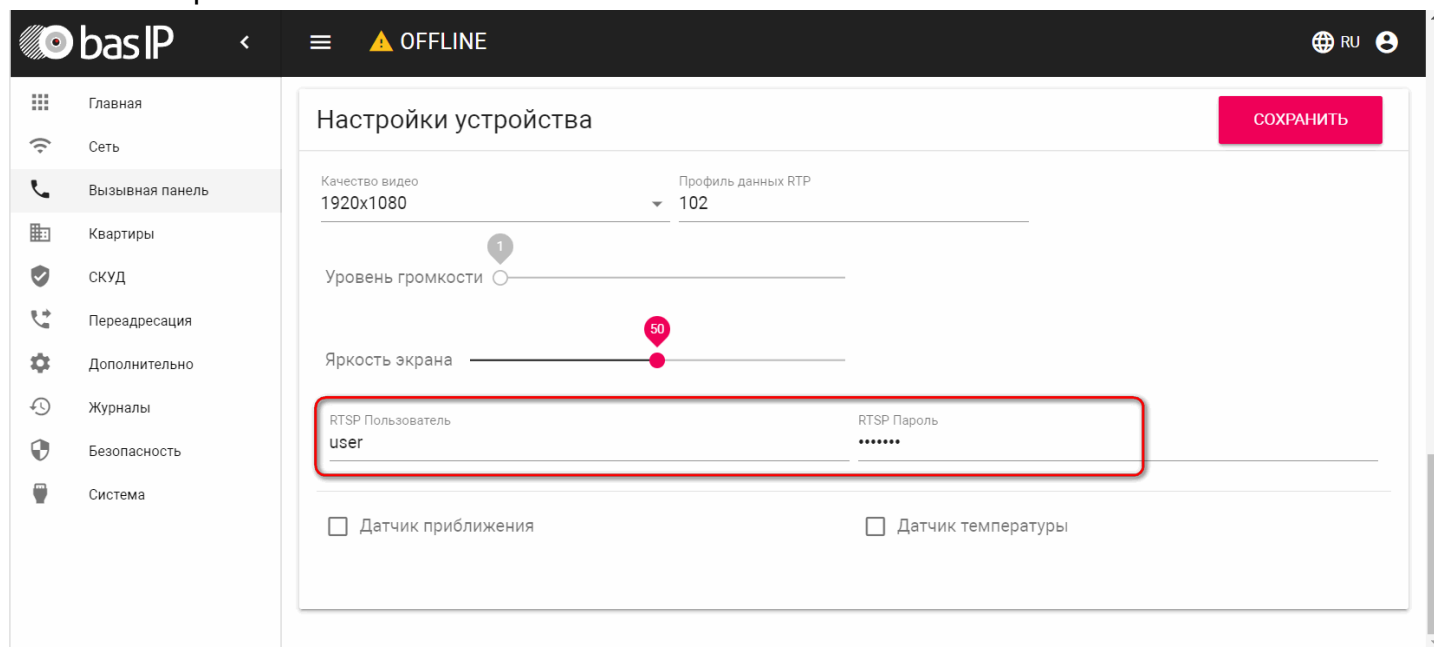 bas IP
OFFLINE
RU
Главная
Сеть
Вызывная панель
Квартиры
СКУД
Переадресация
Дополнительно
Журналы
Безопасность
Система
Настройки устройства
СОХРАНИТЬ
Качество видео
1920x1080
Профиль данных RTP
102
1
Уровень громкости
50
Яркость экрана
RTSP Пользователь
user
RTSP Пароль
•••••••
Датчик приближения
Датчик температуры